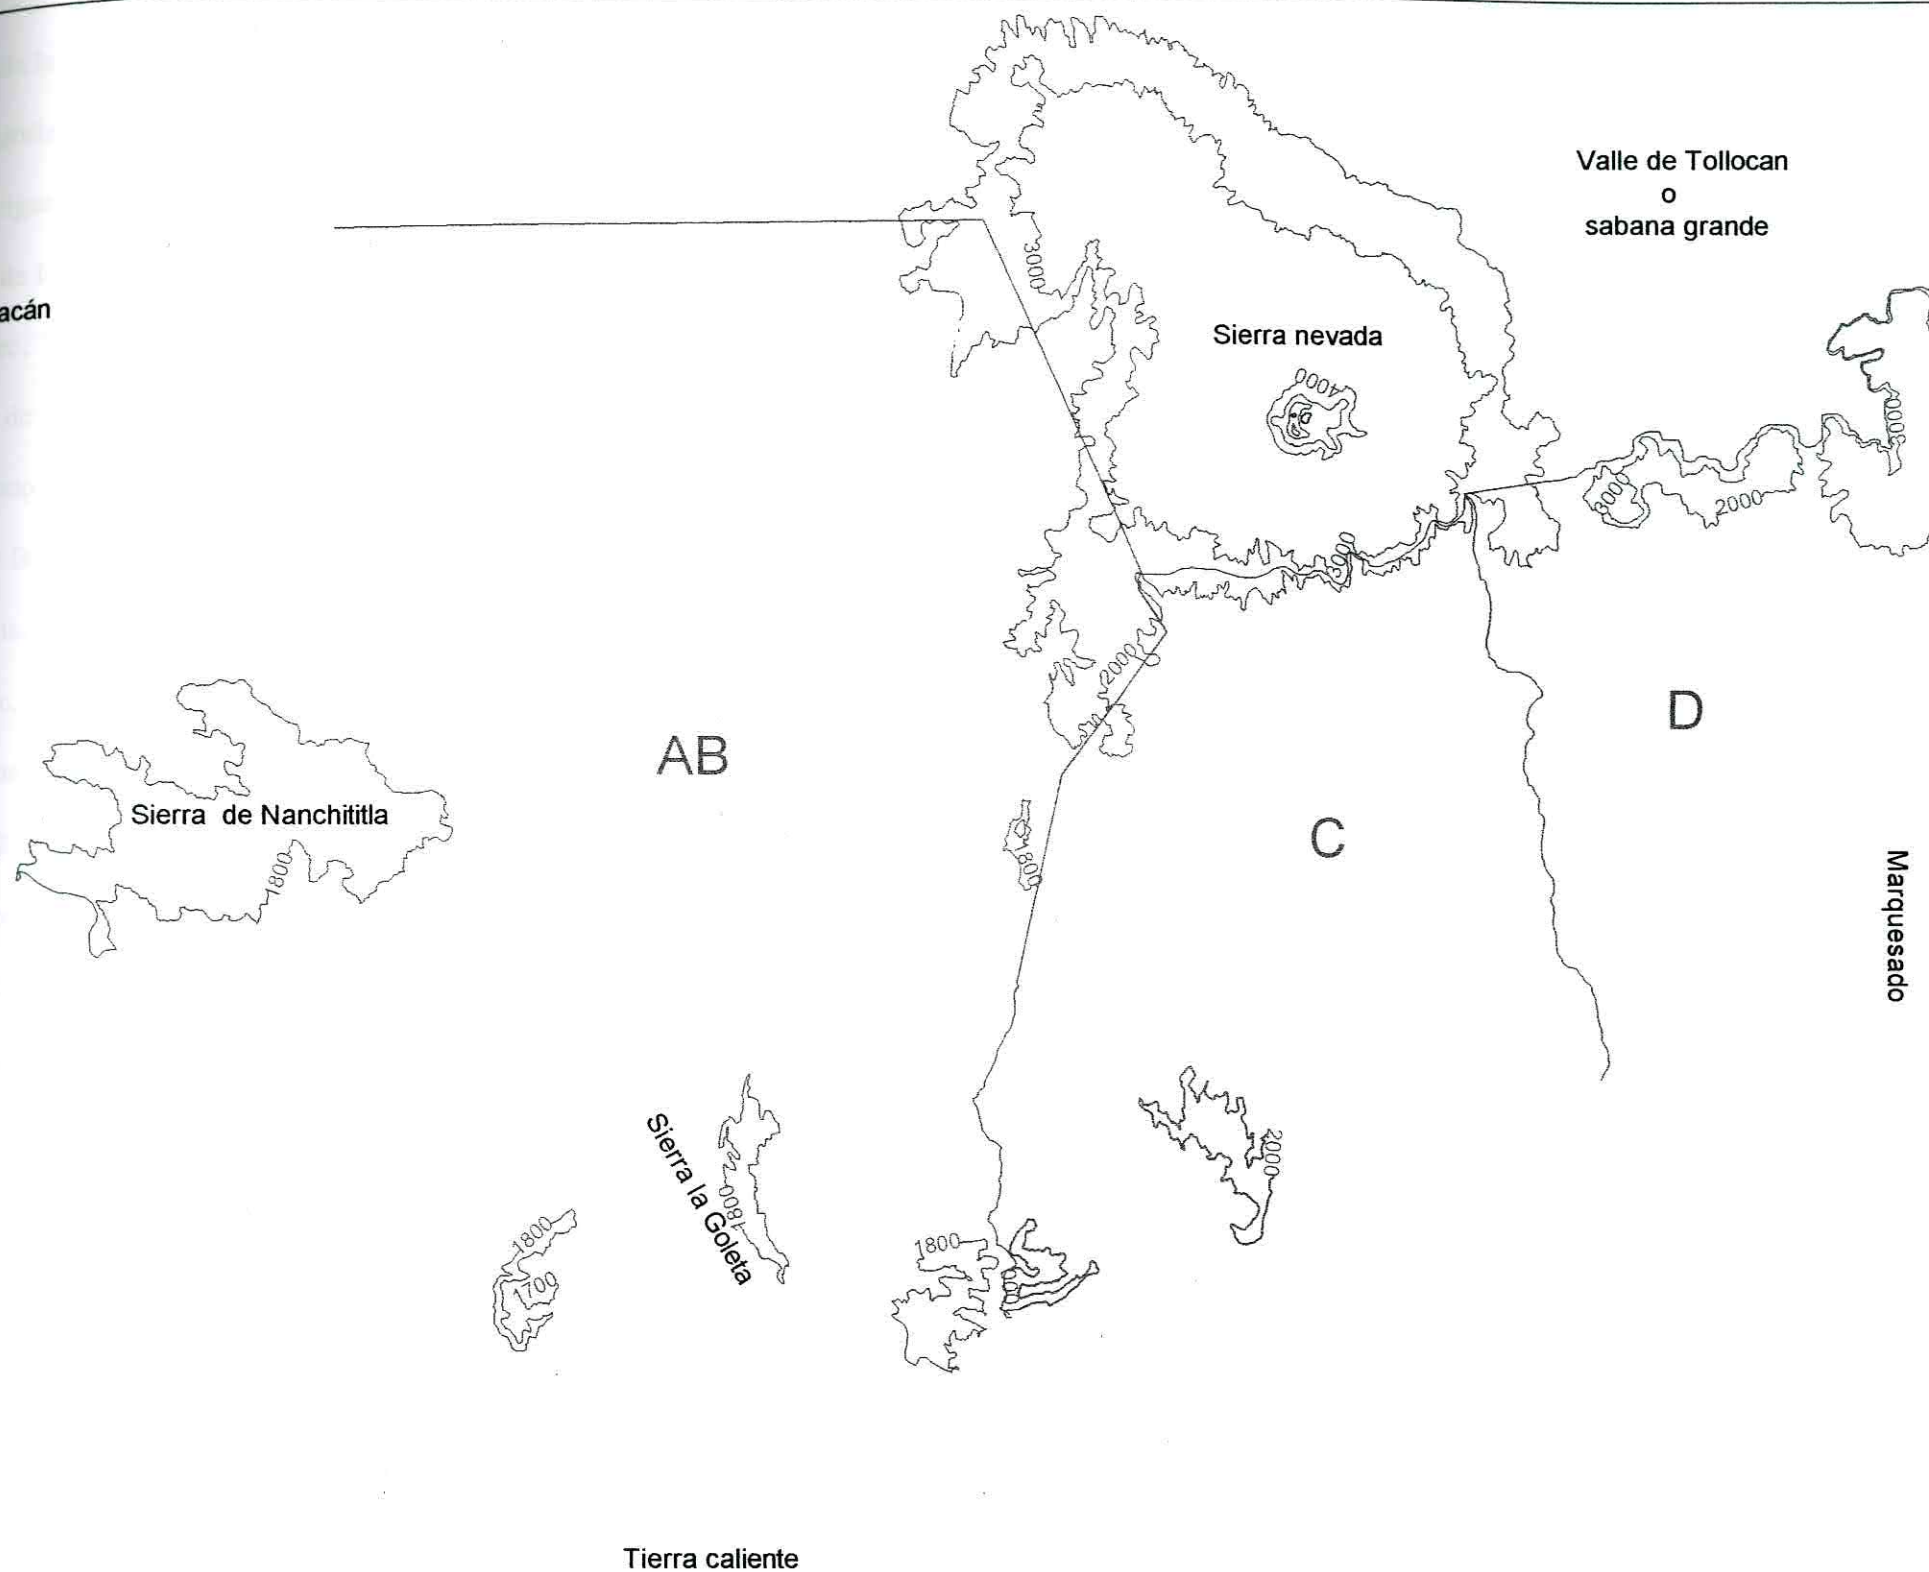 Valle de Tollocan
o
sabana grande
3000
acán
Sierra nevada
4000
3000
3000
2000
3000
2000
D
AB
Sierra de Nanchititla
C
1800
1800
Marquesado
Sierra la Goleta
1800
2000
1800
1700
1800
Tierra caliente